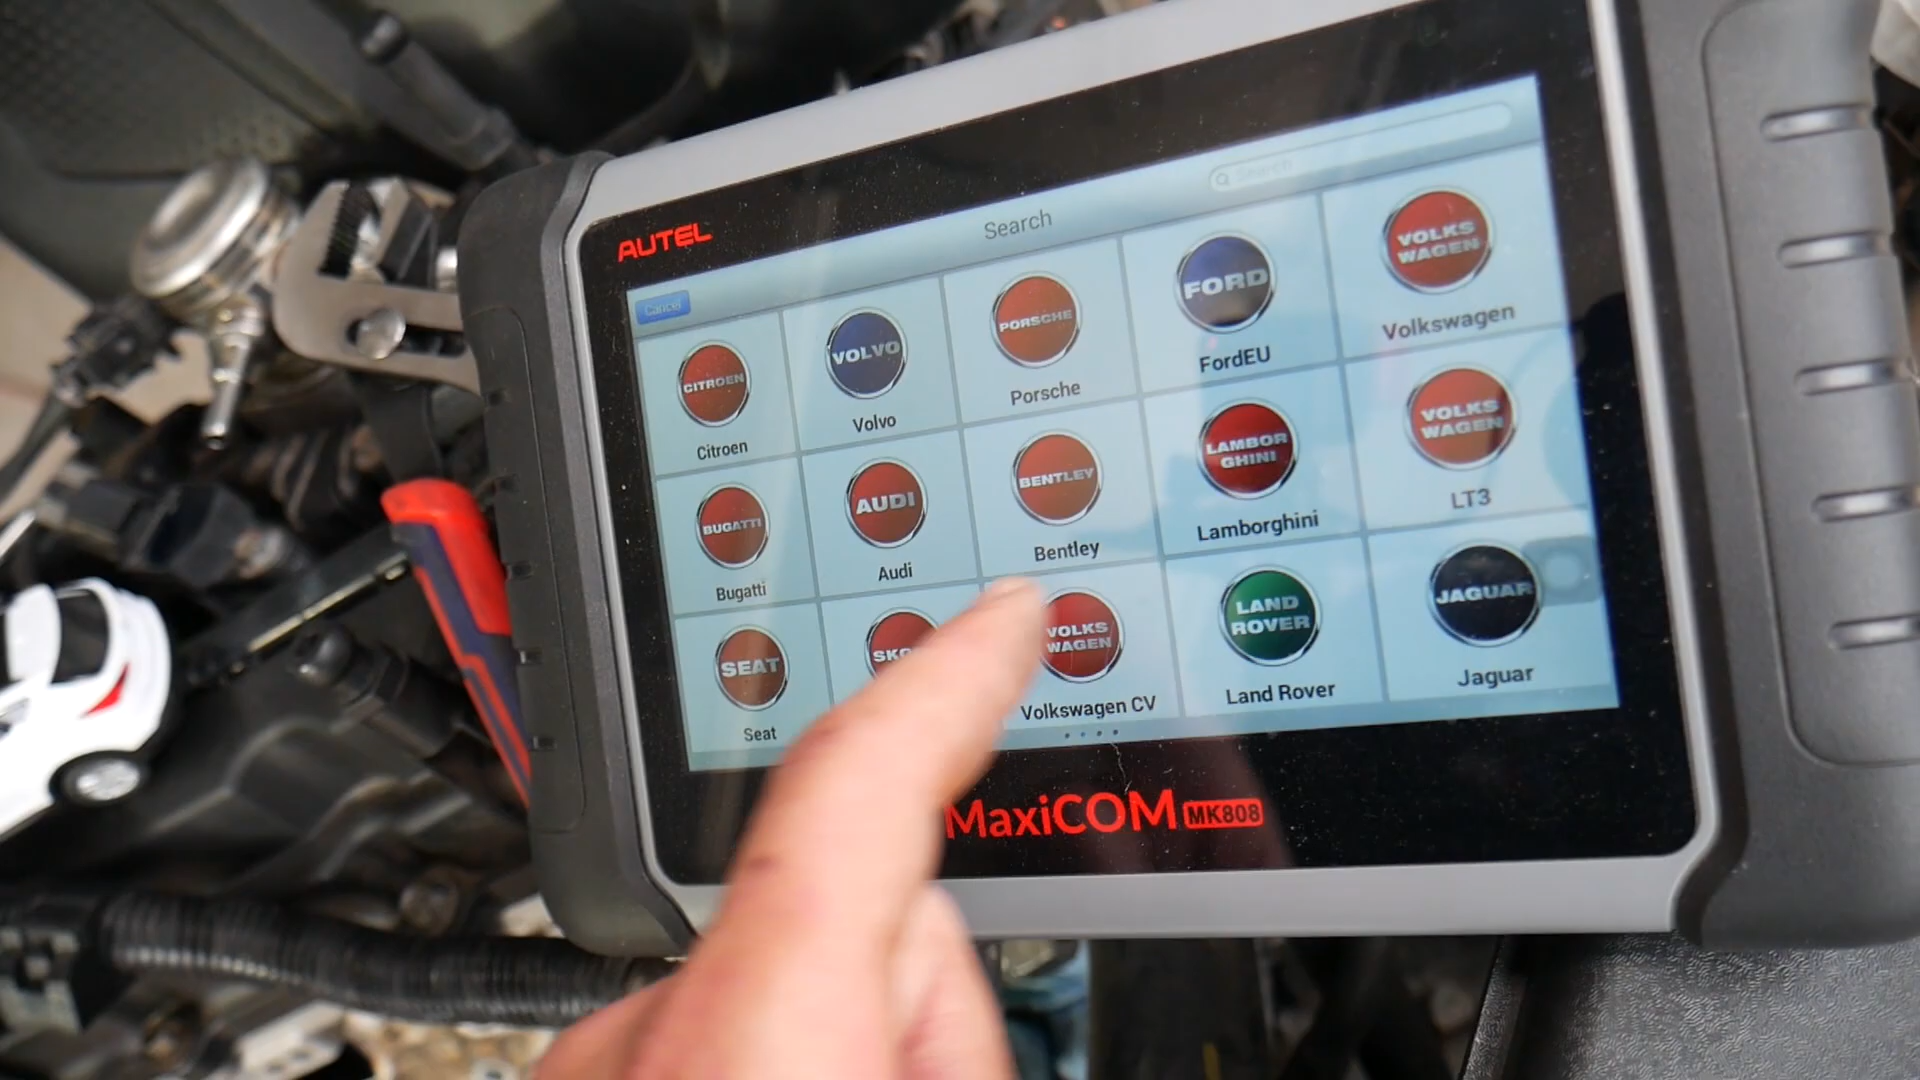 AUTEL
Search
Search
Cancel
CITROEN
VOLVO
PORSCHE
FORD
VOLKS
WAGEN
Citroen
Volvo
Porsche
FordEU
Volkswagen
BUGATTI
AUDI
BENTLEY
LAMBOR
GHINI
VOLKS
WAGEN
Bugatti
Audi
Bentley
Lamborghini
LT3
SEAT
VOLKS
WAGEN
LAND
ROVER
JAGUAR
Seat
Volkswagen CV
Land Rover
Jaguar
MaxiCOM MK808